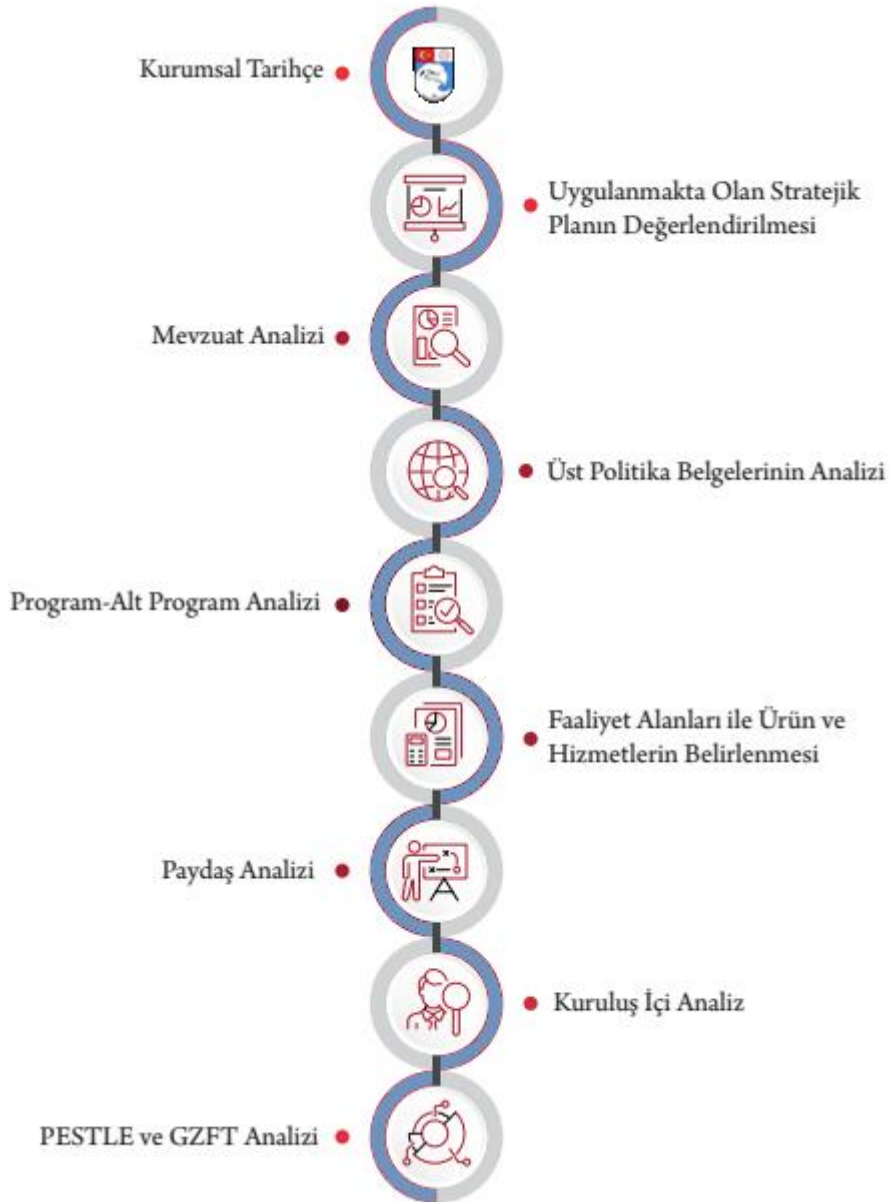 Kurumsal Tarihçe
Uygulanmakta Olan Stratejik
Planın Değerlendirilmesi
Mevzuat Analizi
Üst Politika Belgelerinin Analizi
Program-Alt Program Analizi
Faaliyet Alanları ile Ürün ve
Hizmetlerin Belirlenmesi
Paydaş Analizi
Kuruluş İçi Analiz
PESTLE ve GZFT Analizi